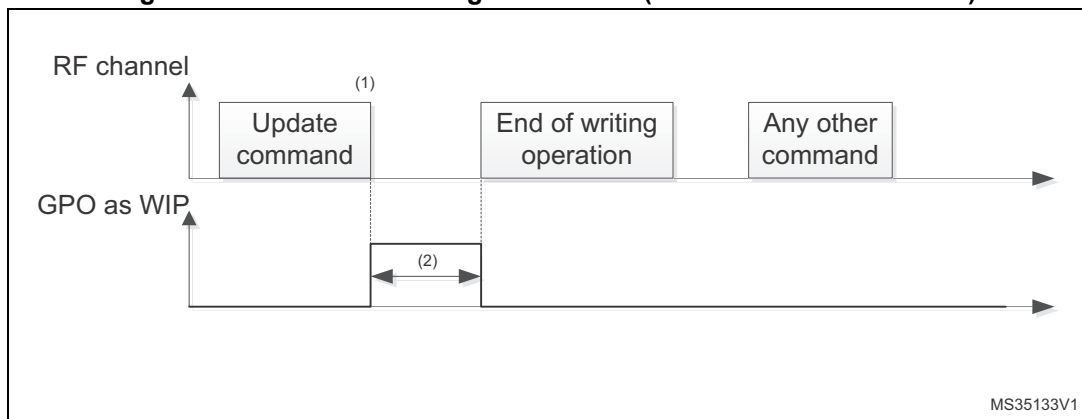 RF channel
(1)
Update
command
End of writing
operation
Any other
command
GPO as WIP
(2)
MS35133V1